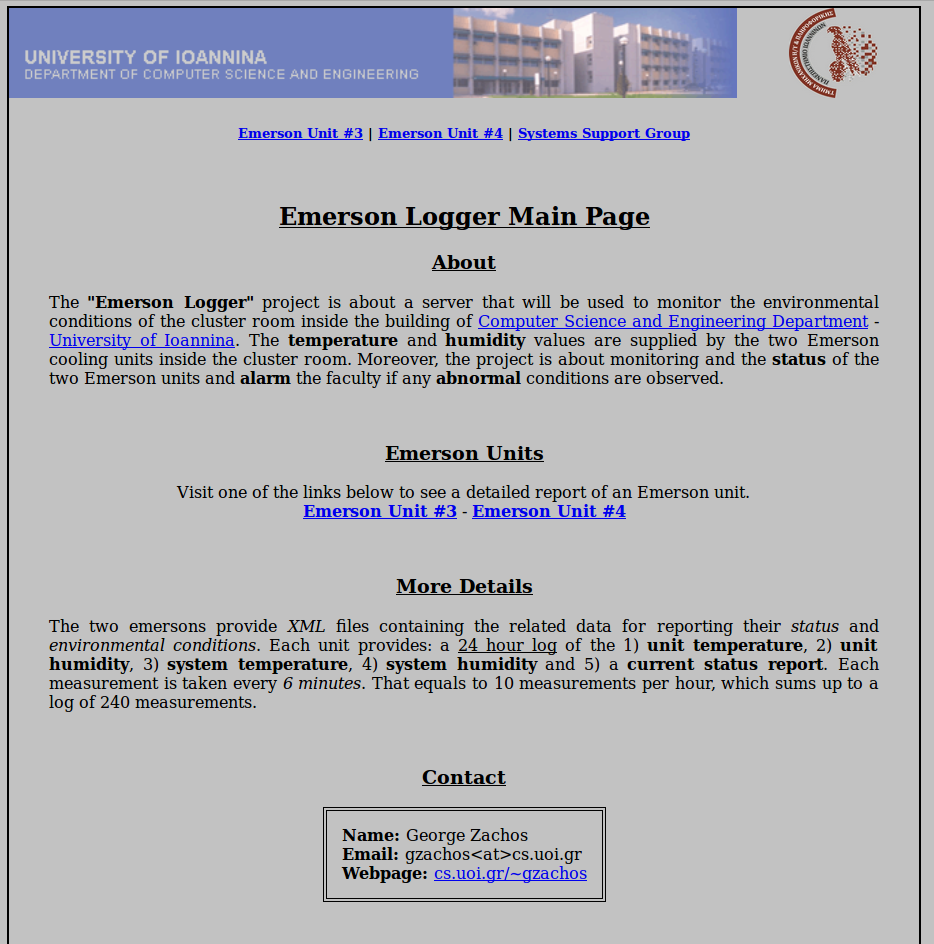 UNIVERSITY OF IOANNINA
DEPARTMENT OF COMPUTER SCIENCE AND ENGINEERING
ΤΜΗΜΑ ΜΗΧΑΝΙΚΩΝ Η/Υ & ΠΛΗΡΟΦΟΡΙΚΗΣ
ΠΑΝΕΠΙΣΤΗΜΙΟ ΙΩΑΝΝΙΝΩΝ
Emerson Unit #3 | Emerson Unit #4 | Systems Support Group
Emerson Logger Main Page
About
The "Emerson Logger" project is about a server that will be used to monitor the environmental
conditions of the cluster room inside the building of Computer Science and Engineering Department -
University of Ioannina. The temperature and humidity values are supplied by the two Emerson
cooling units inside the cluster room. Moreover, the project is about monitoring and the status of the
two Emerson units and alarm the faculty if any abnormal conditions are observed.
Emerson Units
Visit one of the links below to see a detailed report of an Emerson unit.
Emerson Unit #3 - Emerson Unit #4
More Details
The two emersons provide XML files containing the related data for reporting their status and
environmental conditions. Each unit provides: a 24 hour log of the 1) unit temperature, 2) unit
humidity, 3) system temperature, 4) system humidity and 5) a current status report. Each
measurement is taken every 6 minutes. That equals to 10 measurements per hour, which sums up to a
log of 240 measurements.
Contact
Name: George Zachos
Email: gzachos<at>cs.uoi.gr
Webpage: cs.uoi.gr/~gzachos